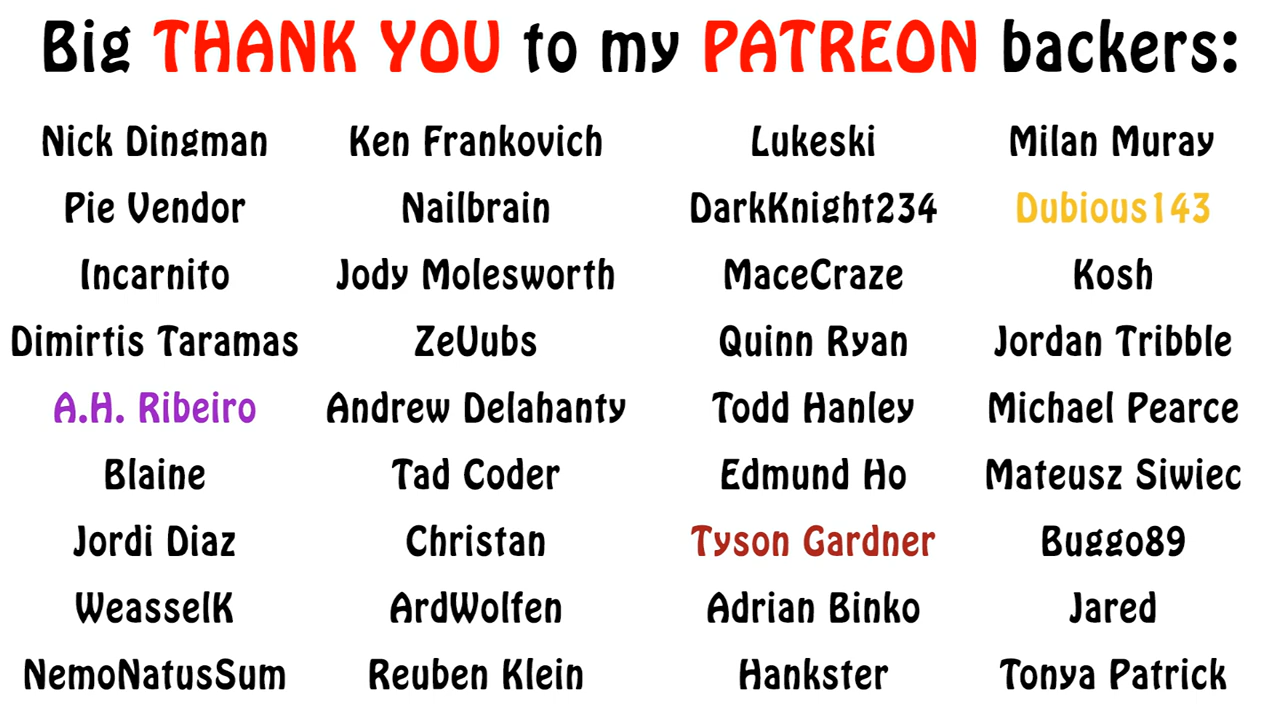 Big THANK YOU to my PATREON backers:
Nick Dingman Ken Frankovich Lukeski Milan Muray
Pie Vendor Nailbrain DarkKnight234 Dubious143
Incarnito Jody Molesworth MaceCraze Kosh
Dimirtis Taramas ZeVubs Quinn Ryan Jordan Tribble
A.H. Ribeiro Andrew Delahanty Todd Hanley Michael Pearce
Blaine Tad Coder Edmund Ho Mateusz Siwiec
Jordi Diaz Christan Tyson Gardner Buggo89
WeasselK ArdWolfen Adrian Binko Jared
NemoNatusSum Reuben Klein Hankster Tonya Patrick